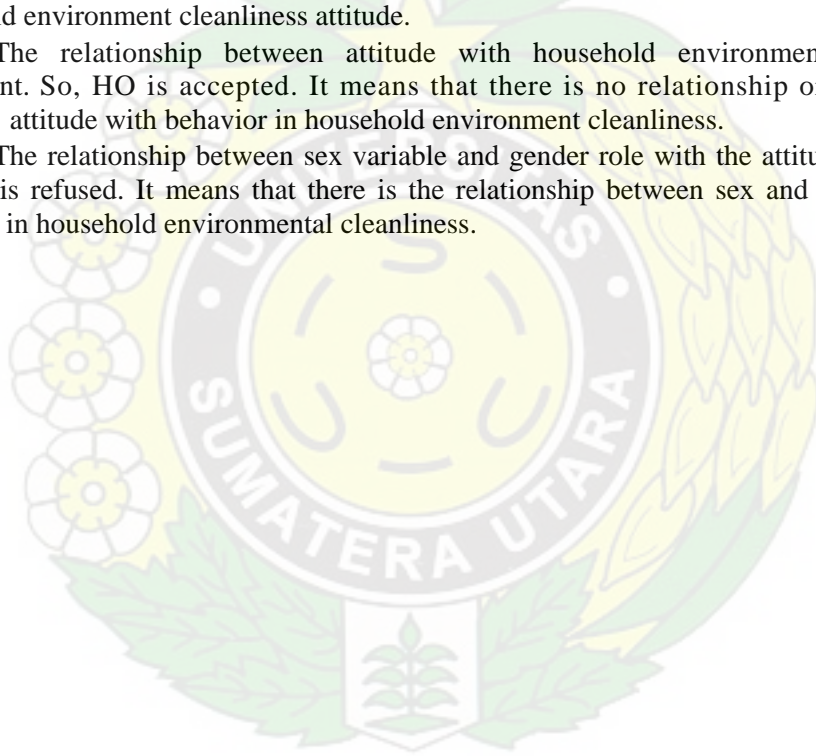 d environment cleanliness attitude.
The relationship between attitude with household environmen
nt. So, HO is accepted. It means that there is no relationship o
attitude with behavior in household environment cleanliness.
The relationship between sex variable and gender role with the attitu
is refused. It means that there is the relationship between sex and
in household environmental cleanliness.
UNIVERSITAS
SUMATERA UTARA